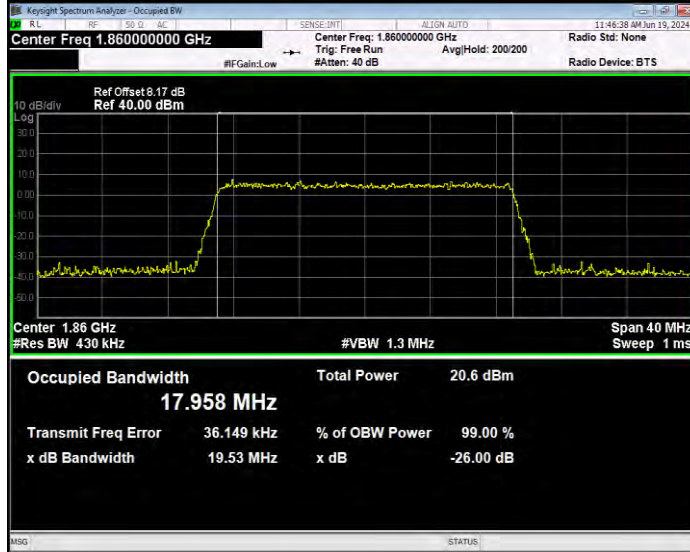 Keysight Spectrum Analyzer - Occupied BW
RL RF 50 Ω AC SENSE:INT ALIGN AUTO 11:46:38 AM Jun 19, 2024
Center Freq 1.860000000 GHz
Center Freq: 1.860000000 GHz
Radio Std: None
Trig: Free Run Avg|Hold: 200/200
#IFGain:Low #Atten: 40 dB Radio Device: BTS
Ref Offset 8.17 dB
10 dB/div Ref 40.00 dBm
Log
30.0
20.0
10.0
0.00
-10.0
-20.0
-30.0
-40.0
-50.0
Center 1.86 GHz Span 40 MHz
#Res BW 430 kHz #VBW 1.3 MHz Sweep 1 ms
Occupied Bandwidth Total Power 20.6 dBm
17.958 MHz
Transmit Freq Error 36.149 kHz % of OBW Power 99.00 %
x dB Bandwidth 19.53 MHz x dB -26.00 dB
MSG STATUS